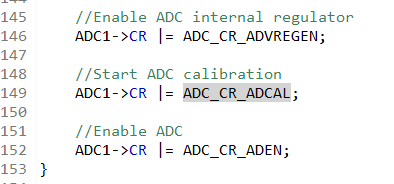 145 //Enable ADC internal regulator
146 ADC1->CR |= ADC_CR_ADVREGEN;
147
148 //Start ADC calibration
149 ADC1->CR |= ADC_CR_ADCAL;
150
151 //Enable ADC
152 ADC1->CR |= ADC_CR_ADEN;
153 }